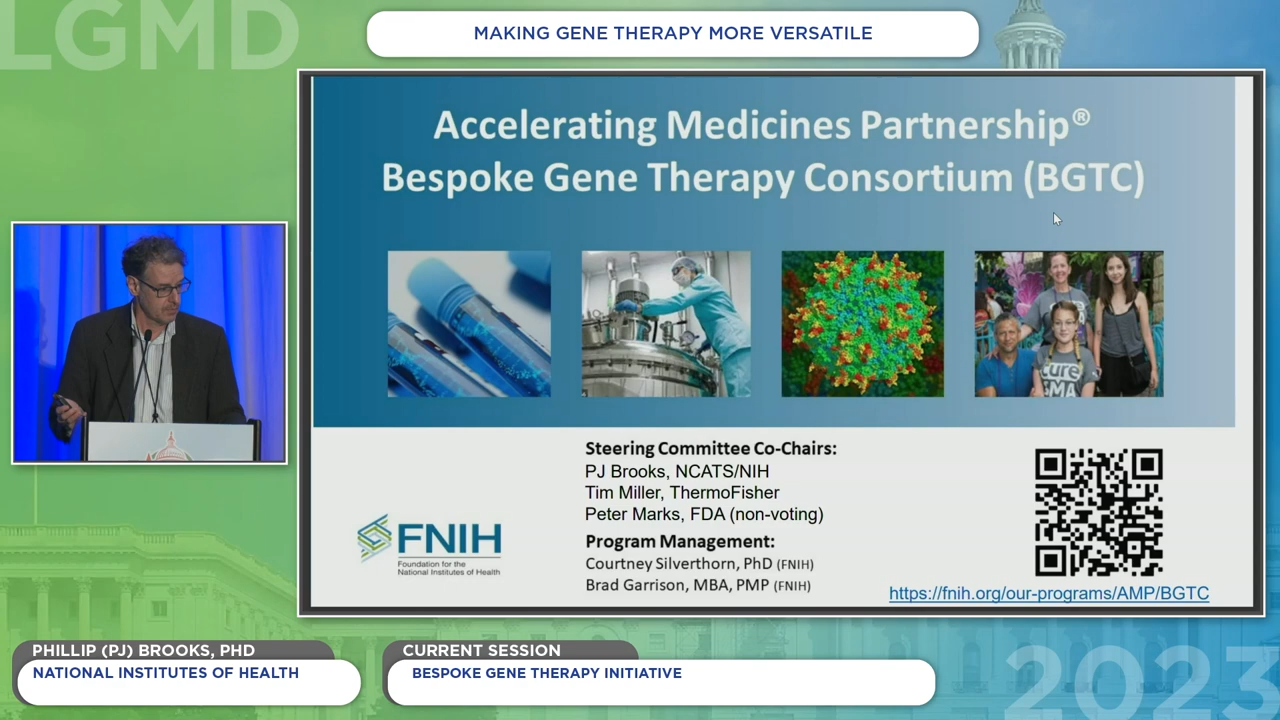 LGMD
MAKING GENE THERAPY MORE VERSATILE
Accelerating Medicines Partnership®
Bespoke Gene Therapy Consortium (BGTC)
cure
SMA
Steering Committee Co-Chairs:
PJ Brooks, NCATS/NIH
Tim Miller, ThermoFisher
Peter Marks, FDA (non-voting)
Program Management:
Courtney Silverthorn, PhD (FNIH)
Brad Garrison, MBA, PMP (FNIH)
FNIH
Foundation for the
National Institutes of Health
https://fnih.org/our-programs/AMP/BGTC
PHILLIP (PJ) BROOKS, PHD
NATIONAL INSTITUTES OF HEALTH
CURRENT SESSION
BESPOKE GENE THERAPY INITIATIVE
2023